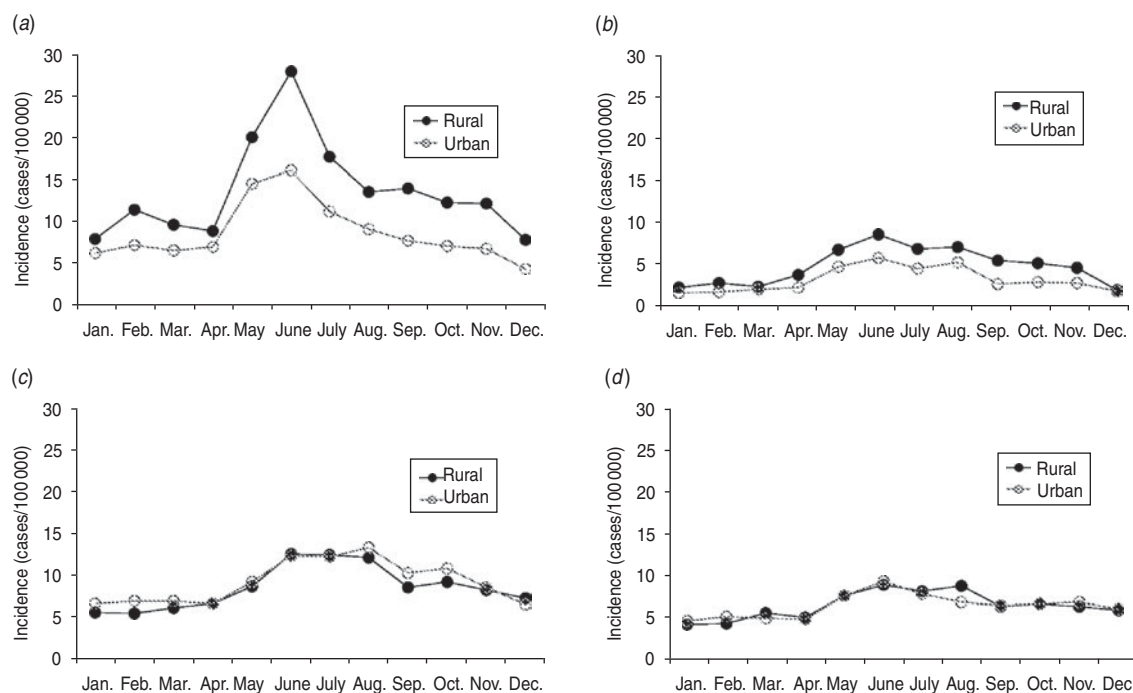 (a)
30
25
20
15
10
5
0
Incidence (cases/100 000)
Rural
Urban
Jan. Feb. Mar. Apr. May June July Aug. Sep. Oct. Nov. Dec.
(b)
30
25
20
15
10
5
0
Incidence (cases/100 000)
Rural
Urban
Jan. Feb. Mar. Apr. May June July Aug. Sep. Oct. Nov. Dec.
(c)
30
25
20
15
10
5
0
Incidence (cases/100 000)
Rural
Urban
Jan. Feb. Mar. Apr. May June July Aug. Sep. Oct. Nov. Dec.
(d)
30
25
20
15
10
5
0
Incidence (cases/100 000)
Rural
Urban
Jan. Feb. Mar. Apr. May June July Aug. Sep. Oct. Nov. Dec.